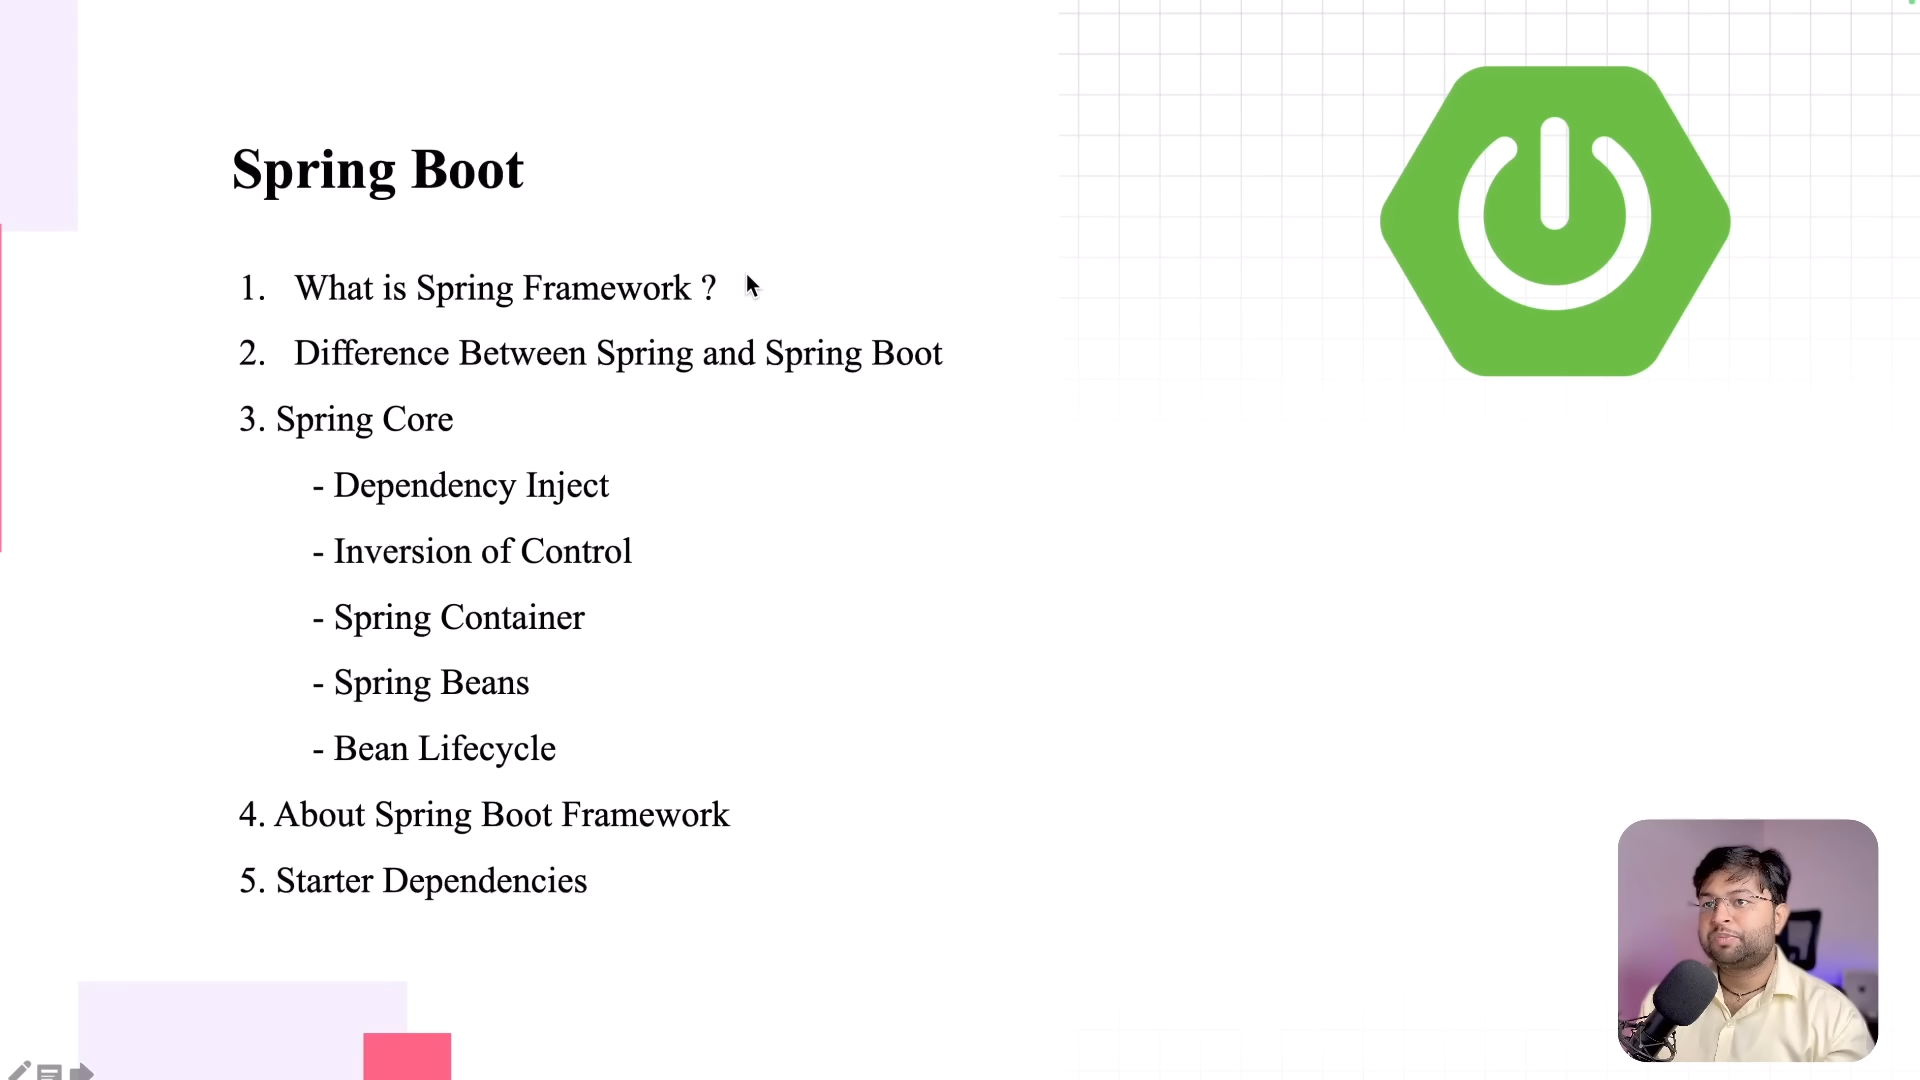 Spring Boot
1. What is Spring Framework ?
2. Difference Between Spring and Spring Boot
3. Spring Core
- Dependency Inject
- Inversion of Control
- Spring Container
- Spring Beans
- Bean Lifecycle
4. About Spring Boot Framework
5. Starter Dependencies